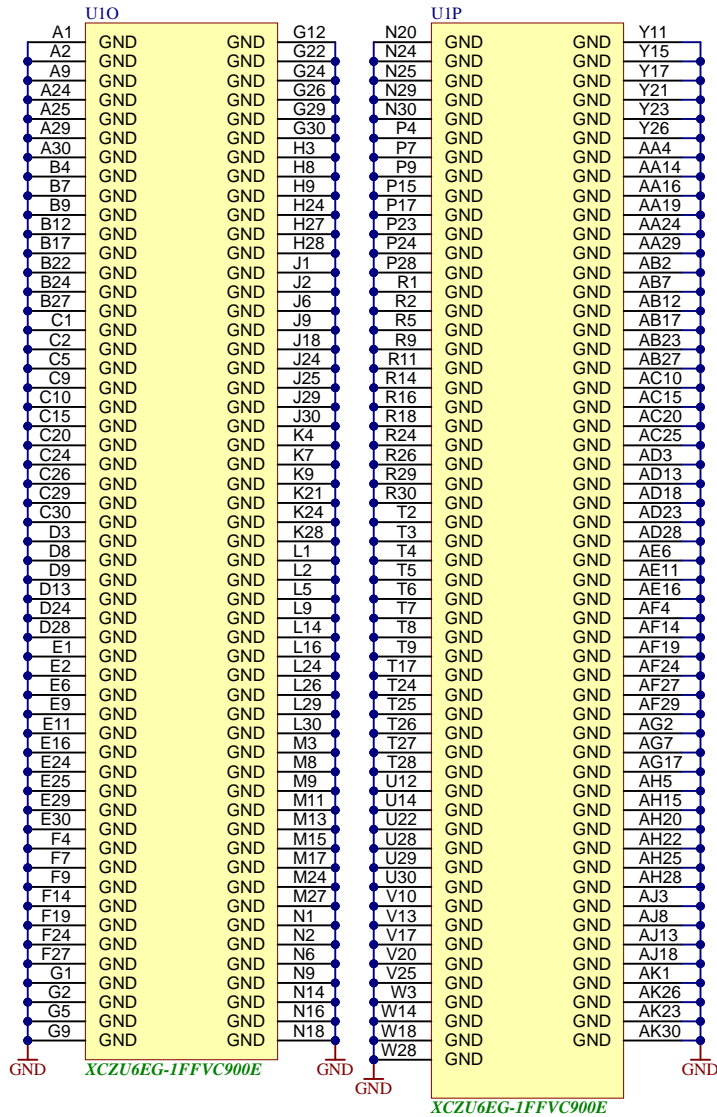 U1O
A1 GND GND G12
A2 GND GND G22
A9 GND GND G24
A24 GND GND G26
A25 GND GND G29
A29 GND GND G30
A30 GND GND H3
B4 GND GND H8
B7 GND GND H9
B9 GND GND H24
B12 GND GND H27
B17 GND GND H28
B22 GND GND J1
B24 GND GND J2
B27 GND GND J6
C1 GND GND J9
C2 GND GND J18
C5 GND GND J24
C9 GND GND J25
C10 GND GND J29
C15 GND GND J30
C20 GND GND K4
C24 GND GND K7
C26 GND GND K9
C29 GND GND K21
C30 GND GND K24
D3 GND GND K28
D8 GND GND L1
D9 GND GND L2
D13 GND GND L5
D24 GND GND L9
D28 GND GND L14
E1 GND GND L16
E2 GND GND L24
E6 GND GND L26
E9 GND GND L29
E11 GND GND L30
E16 GND GND M3
E24 GND GND M8
E25 GND GND M9
E29 GND GND M11
E30 GND GND M13
F4 GND GND M15
F7 GND GND M17
F9 GND GND M24
F14 GND GND M27
F19 GND GND N1
F24 GND GND N2
F27 GND GND N6
G1 GND GND N9
G2 GND GND N14
G5 GND GND N16
G9 GND GND N18
GND XCZU6EG-1FFVC900E GND
U1P
N20 GND GND Y11
N24 GND GND Y15
N25 GND GND Y17
N29 GND GND Y21
N30 GND GND Y23
P4 GND GND Y26
P7 GND GND AA4
P9 GND GND AA14
P15 GND GND AA16
P17 GND GND AA19
P23 GND GND AA24
P24 GND GND AA29
P28 GND GND AB2
R1 GND GND AB7
R2 GND GND AB12
R5 GND GND AB17
R9 GND GND AB23
R11 GND GND AB27
R14 GND GND AC10
R16 GND GND AC15
R18 GND GND AC20
R24 GND GND AC25
R26 GND GND AD3
R29 GND GND AD13
R30 GND GND AD18
T2 GND GND AD23
T3 GND GND AD28
T4 GND GND AE6
T5 GND GND AE11
T6 GND GND AE16
T7 GND GND AF4
T8 GND GND AF14
T9 GND GND AF19
T17 GND GND AF24
T24 GND GND AF27
T25 GND GND AF29
T26 GND GND AG2
T27 GND GND AG7
T28 GND GND AG17
U12 GND GND AH5
U14 GND GND AH15
U22 GND GND AH20
U28 GND GND AH22
U29 GND GND AH25
U30 GND GND AH28
V10 GND GND AJ3
V13 GND GND AJ8
V17 GND GND AJ13
V20 GND GND AJ18
V25 GND GND AK1
W3 GND GND AK26
W14 GND GND AK23
W18 GND GND AK30
W28 GND
GND GND
XCZU6EG-1FFVC900E